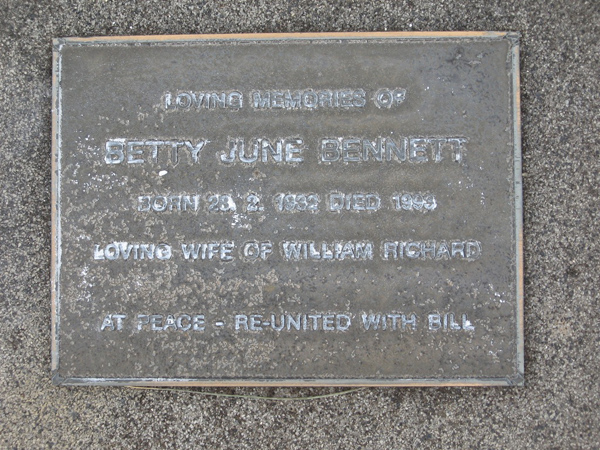 LOVING MEMORIES OF
BETTY JUNE BENNETT
BORN DIED
LOVING WIFE OF WILLIAM RICHARD
AT PEACE - RE-UNITED WITH BILL